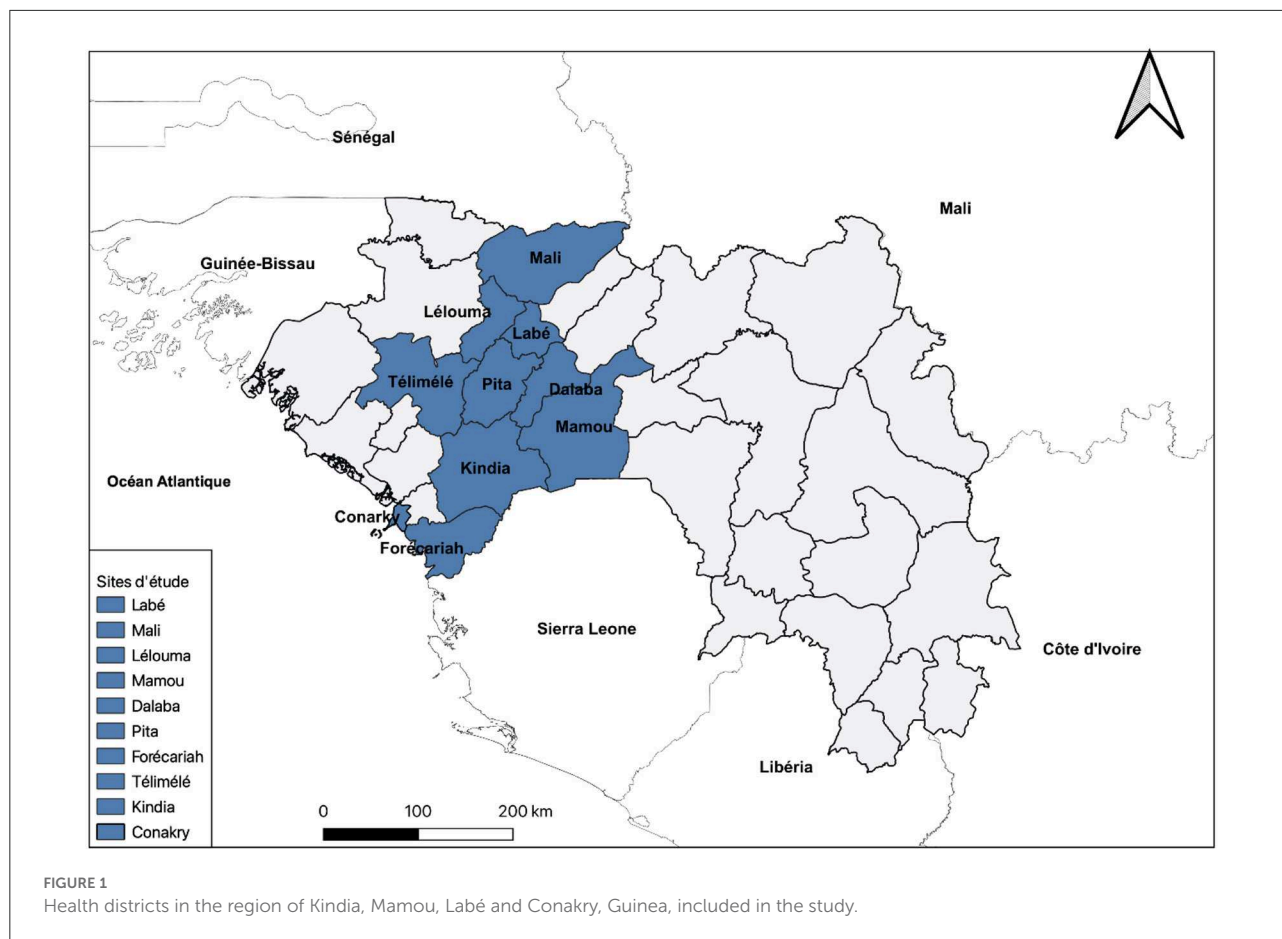 Sénégal
Mali
Guinée-Bissau
Mali
Lélouma
Labé
Télimélé
Pita
Dalaba
Mamou
Kindia
Océan Atlantique
Conarky
Forécariah
Sites d'étude
Labé
Mali
Lélouma
Mamou
Dalaba
Pita
Forécariah
Télimélé
Kindia
Conakry
Sierra Leone
Côte d'Ivoire
Libéria
0 100 200 km
FIGURE 1
Health districts in the region of Kindia, Mamou, Labé and Conakry, Guinea, included in the study.